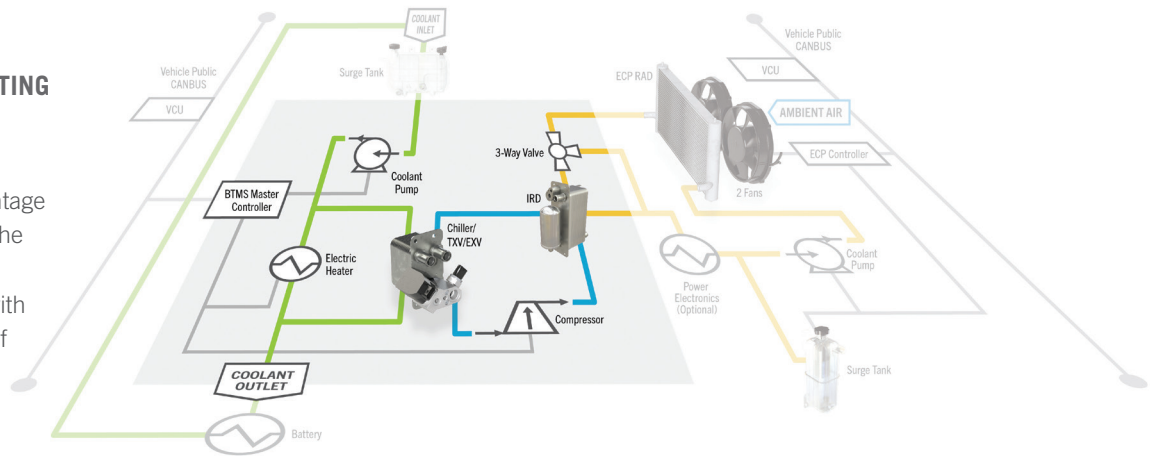 TING
ntage
he
with
f
COOLANT
INLET
Surge Tank
Vehicle Public
CANBUS
VCU
3-Way Valve
Coolant
Pump
BTMS Master
Controller
IRD
Chiller/
TXV/EXV
Electric
Heater
Compressor
COOLANT
OUTLET
Battery
ECP RAD
Vehicle Public
CANBUS
VCU
AMBIENT AIR
ECP Controller
2 Fans
Coolant
Pump
Power
Electronics
(Optional)
Surge Tank